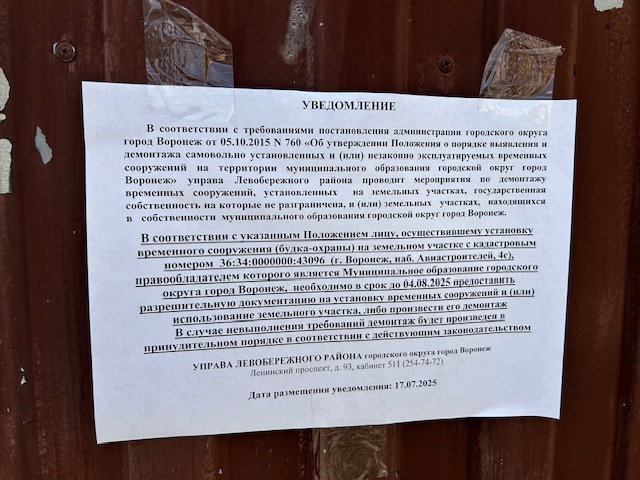 УВЕДОМЛЕНИЕ
В соответствии с требованиями постановления администрации городского округа
город Воронеж от 05.10.2015 N 760 «Об утверждении Положения о порядке выявления и
демонтажа самовольно установленных и (или) незаконно эксплуатируемых временных
сооружений на территории муниципального образования городской округ город
Воронеж» управа Левобережного района проводит мероприятия по демонтажу
временных сооружений, установленных на земельных участках, государственная
собственность на которые не разграничена, и (или) земельных участках, находящихся
в собственности муниципального образования городской округ город Воронеж.
В соответствии с указанным Положением лицу, осуществившему установку
временного сооружения (будка-охраны) на земельном участке с кадастровым
номером 36:34:0000000:43096 (г. Воронеж, наб. Авиастроителей, 4с),
правообладателем которого является Муниципальное образование городского
округа город Воронеж, необходимо в срок до 04.08.2025 предоставить
разрешительную документацию на установку временных сооружений и (или)
использование земельного участка, либо произвести его демонтаж
В случае невыполнения требований демонтаж будет произведен в
принудительном порядке в соответствии с действующим законодательством
УПРАВА ЛЕВОБЕРЕЖНОГО РАЙОНА городского округа город Воронеж
Ленинский проспект, д. 93, кабинет 511 (254-74-72)
Дата размещения уведомления: 17.07.2025